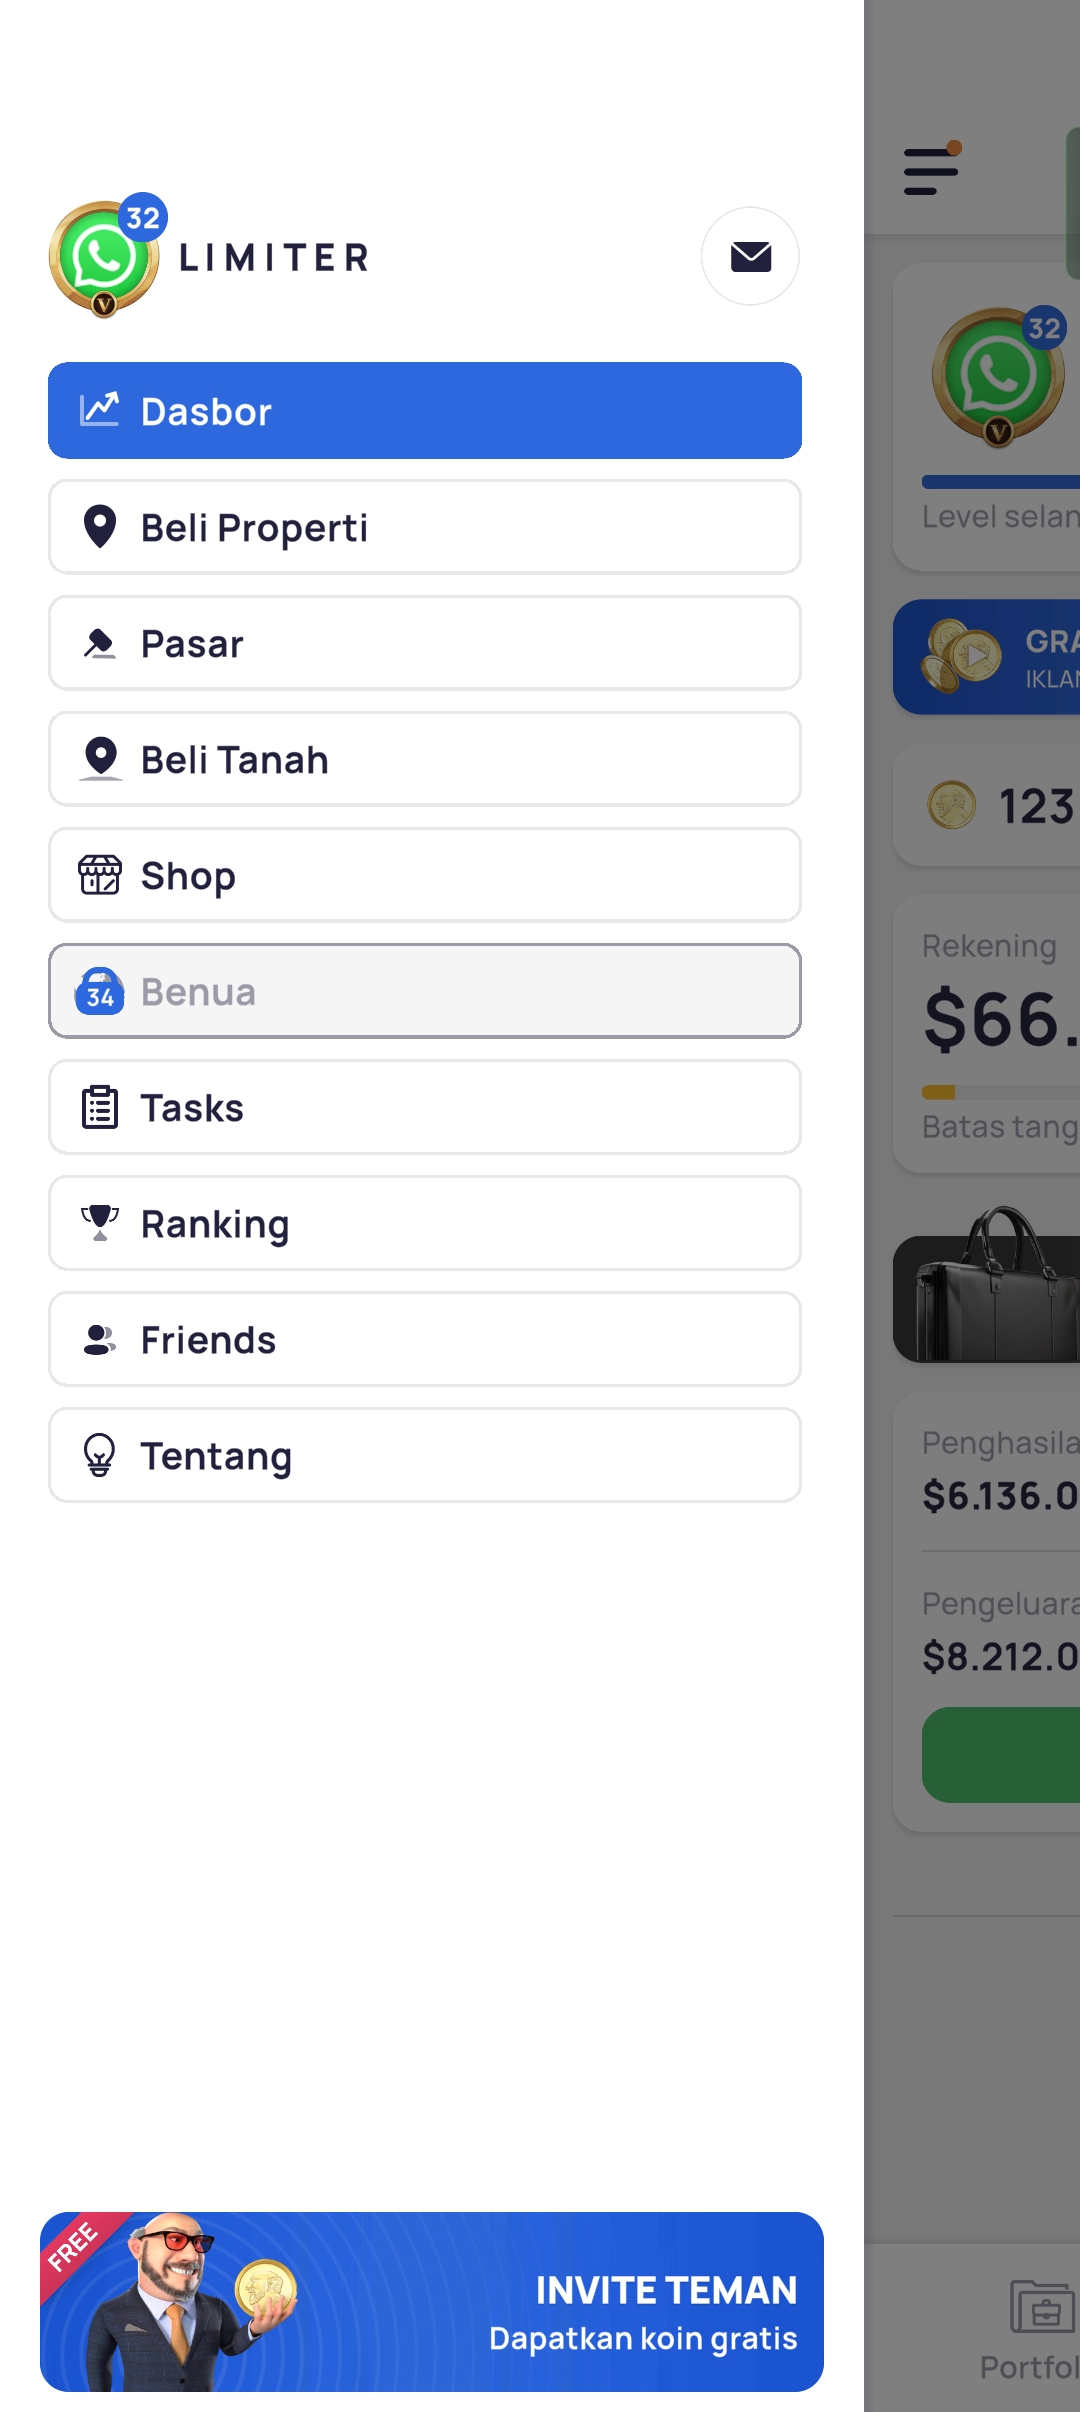 32
LIMITER
V
Dasbor
Beli Properti
Pasar
Beli Tanah
Shop
34
Benua
Tasks
Ranking
Friends
Tentang
FREE
INVITE TEMAN
Dapatkan koin gratis
32
V
Level selan
GRA
IKLAN
123
Rekening
$66.
Batas tang
Penghasila
$6.136.0
Pengeluara
$8.212.0
Portfol